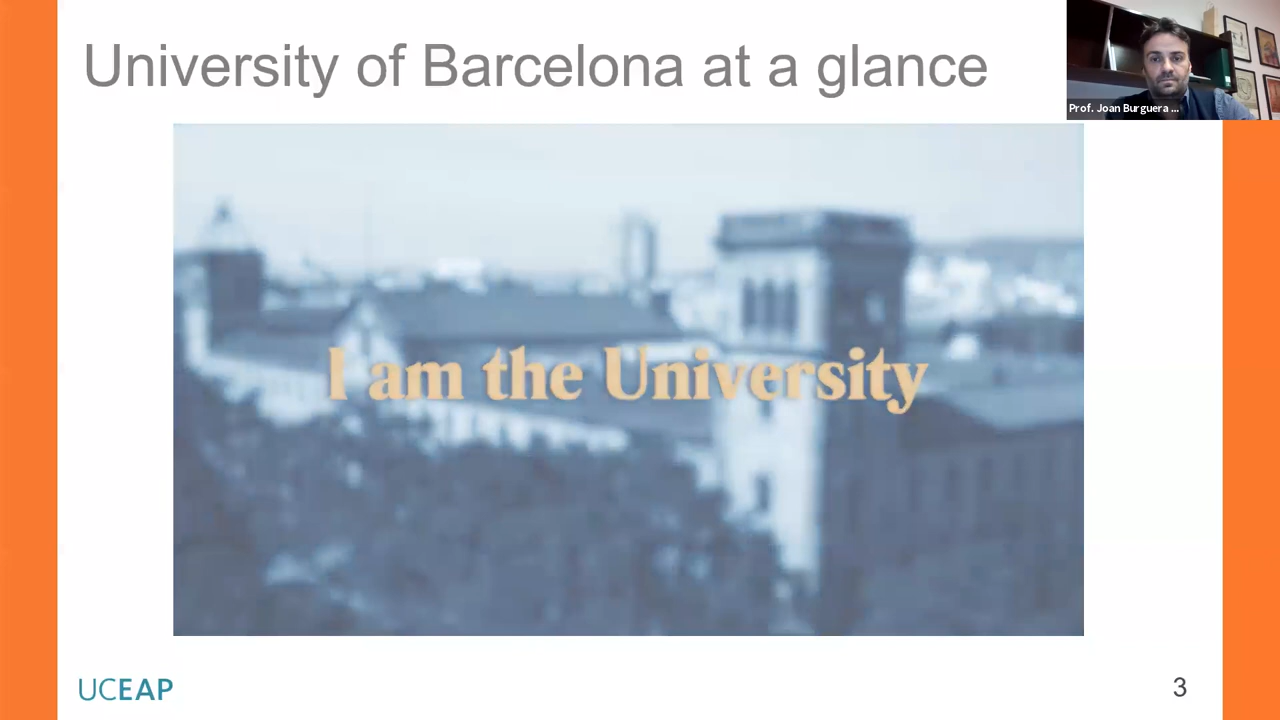 University of Barcelona at a glance
Prof. Joan Burguera ...
I am the University
UCEAP
3